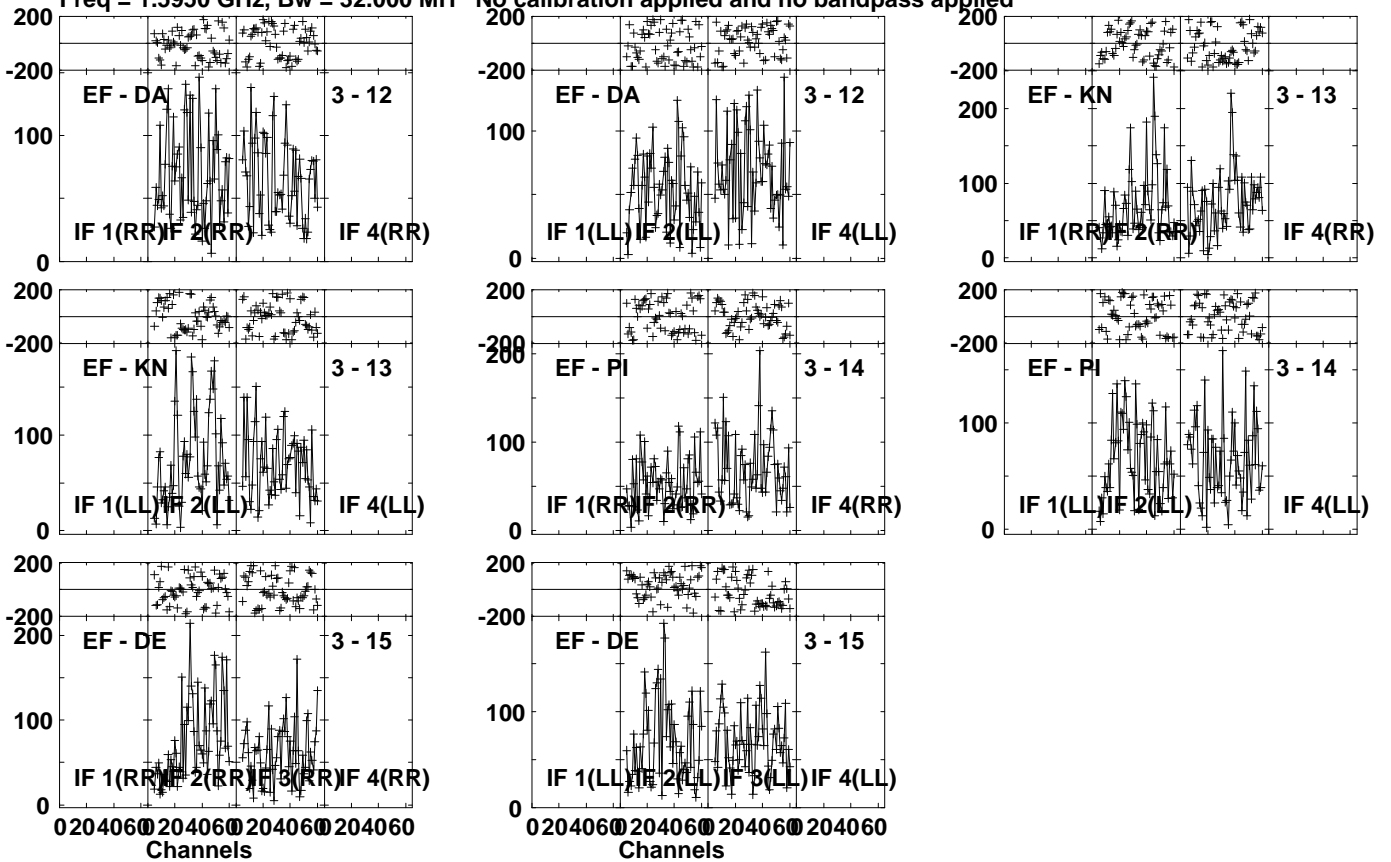 Freq = 1.5950 GHz, Bw = 32.000 MH No calibration applied and no bandpass applied
200 200 200
-200 -200 -200
EF - DA 3 - 12 EF - DA 3 - 12 EF - KN 3 - 13
200
100 100 100
IF 1(RR) IF 2(RR) IF 4(RR) IF 1(LL) IF 2(LL) IF 4(LL) IF 1(RR) IF 2(RR) IF 4(RR)
0 0 0
200 200 200
-200 -200 -200
200
EF - KN 3 - 13 EF - PI 3 - 14 EF - PI 3 - 14
100 100 100
IF 1(LL) IF 2(LL) IF 4(LL) IF 1(RR) IF 2(RR) IF 4(RR) IF 1(LL) IF 2(LL) IF 4(LL)
0 0 0
200 200
-200 -200
EF - DE 3 - 15 EF - DE 3 - 15
200 200
100 100
IF 1(RR) IF 2(RR) IF 3(RR) IF 4(RR) IF 1(LL) IF 2(LL) IF 3(LL) IF 4(LL)
0 0
0 20 40 60 0 20 40 60 0 20 40 60 0 20 40 60 0 20 40 60 0 20 40 60 0 20 40 60 0 20 40 60
Channels Channels